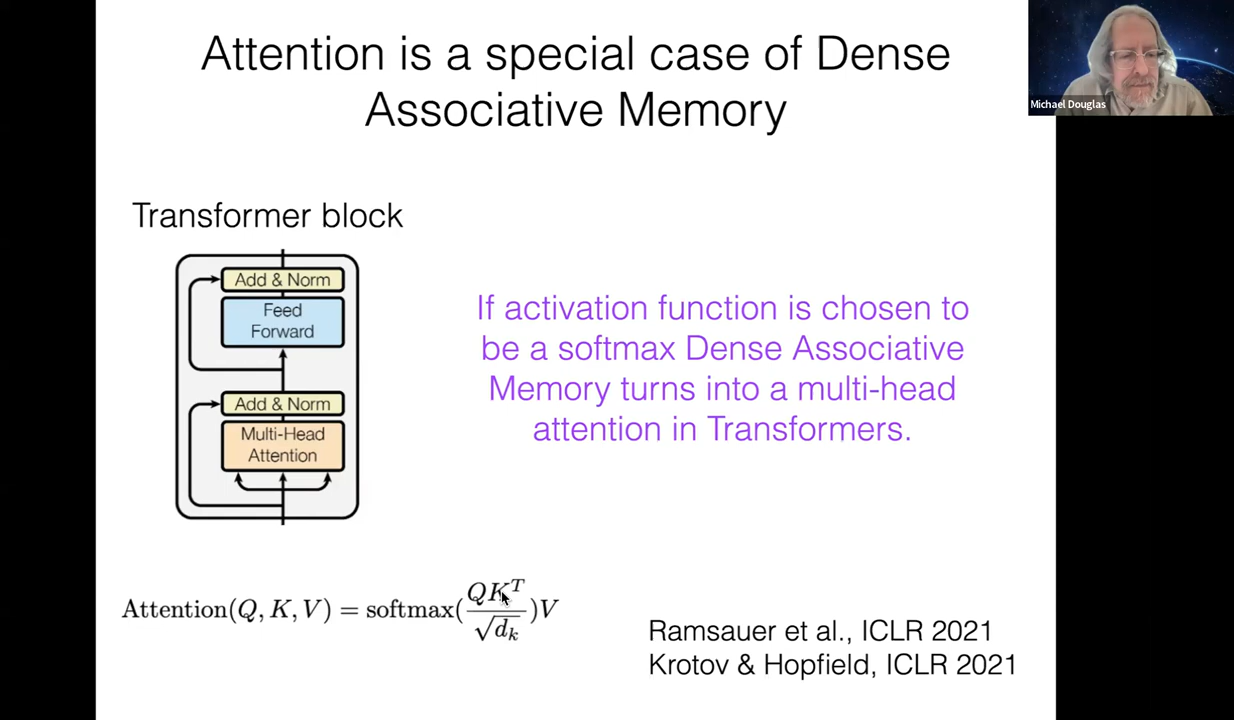 Attention is a special case of Dense
Associative Memory
Michael Douglas
Transformer block
Add & Norm
Feed
Forward
Add & Norm
Multi-Head
Attention
If activation function is chosen to
be a softmax Dense Associative
Memory turns into a multi-head
attention in Transformers.
Attention(Q, K, V) = softmax(QK^T/√d_k)V
Ramsauer et al., ICLR 2021
Krotov & Hopfield, ICLR 2021